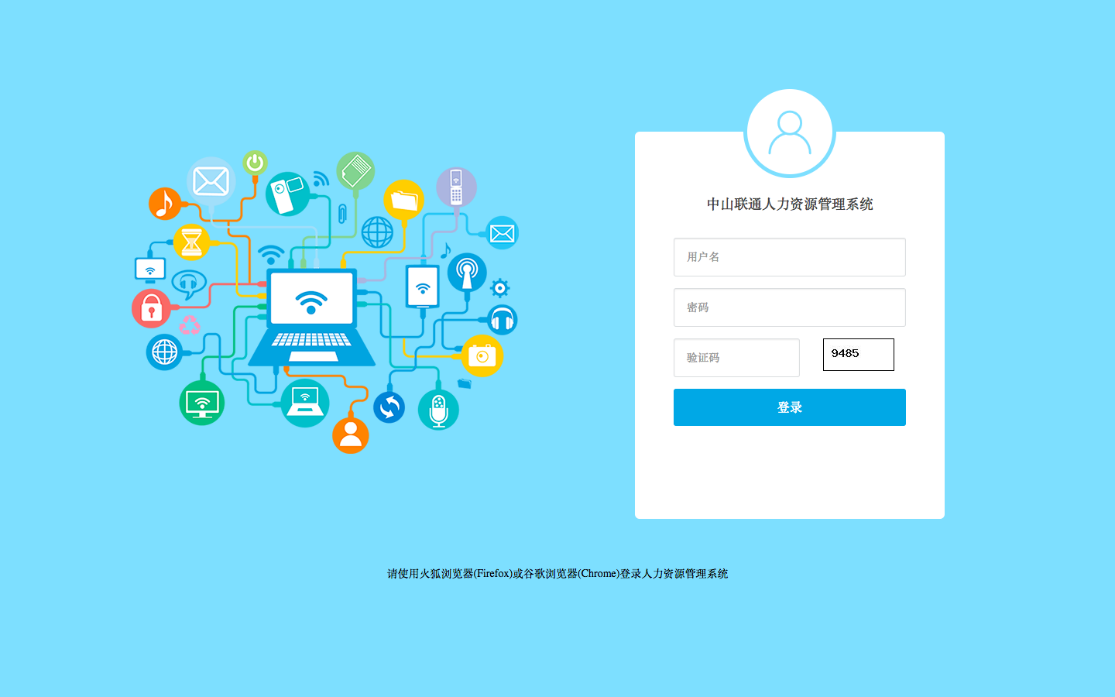 中山联通人力资源管理系统
用户名
密码
验证码
9485
登录
请使用火狐浏览器(Firefox)或谷歌浏览器(Chrome)登录人力资源管理系统